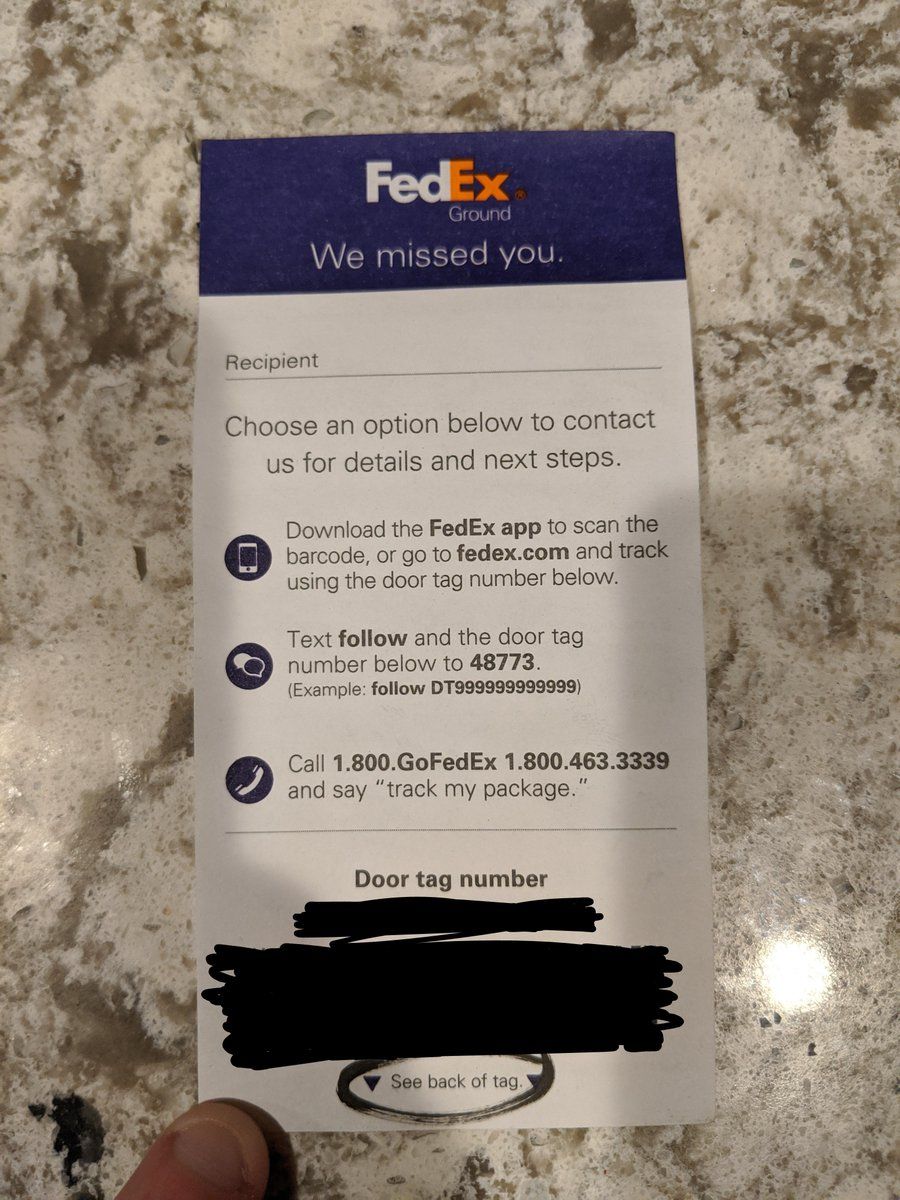 FedEx®
Ground
We missed you.
Recipient
Choose an option below to contact
us for details and next steps.
Download the FedEx app to scan the
barcode, or go to fedex.com and track
using the door tag number below.
Text follow and the door tag
number below to 48773.
(Example: follow DT999999999999)
Call 1.800.GoFedEx 1.800.463.3339
and say “track my package.”
Door tag number
▼ See back of tag. ▼